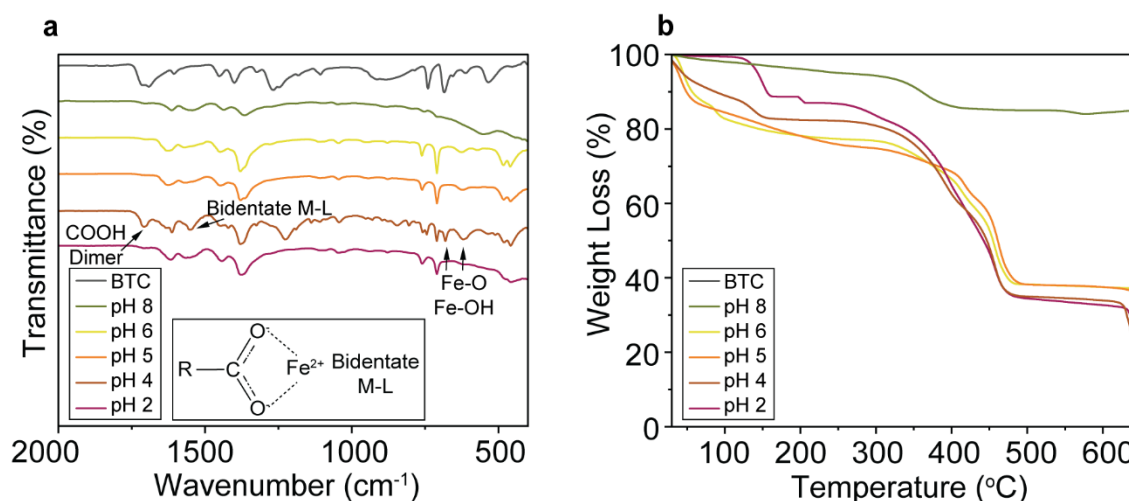 a
Transmittance (%)
COOH
Dimer
Bidentate M-L
Fe-O
Fe-OH
BTC
pH 8
pH 6
pH 5
pH 4
pH 2
O
R
C
Fe²⁺
Bidentate
M-L
O
2000
1500
1000
500
Wavenumber (cm⁻¹)
b
Weight Loss (%)
100
80
60
40
20
0
BTC
pH 8
pH 6
pH 5
pH 4
pH 2
100
200
300
400
500
600
Temperature (°C)